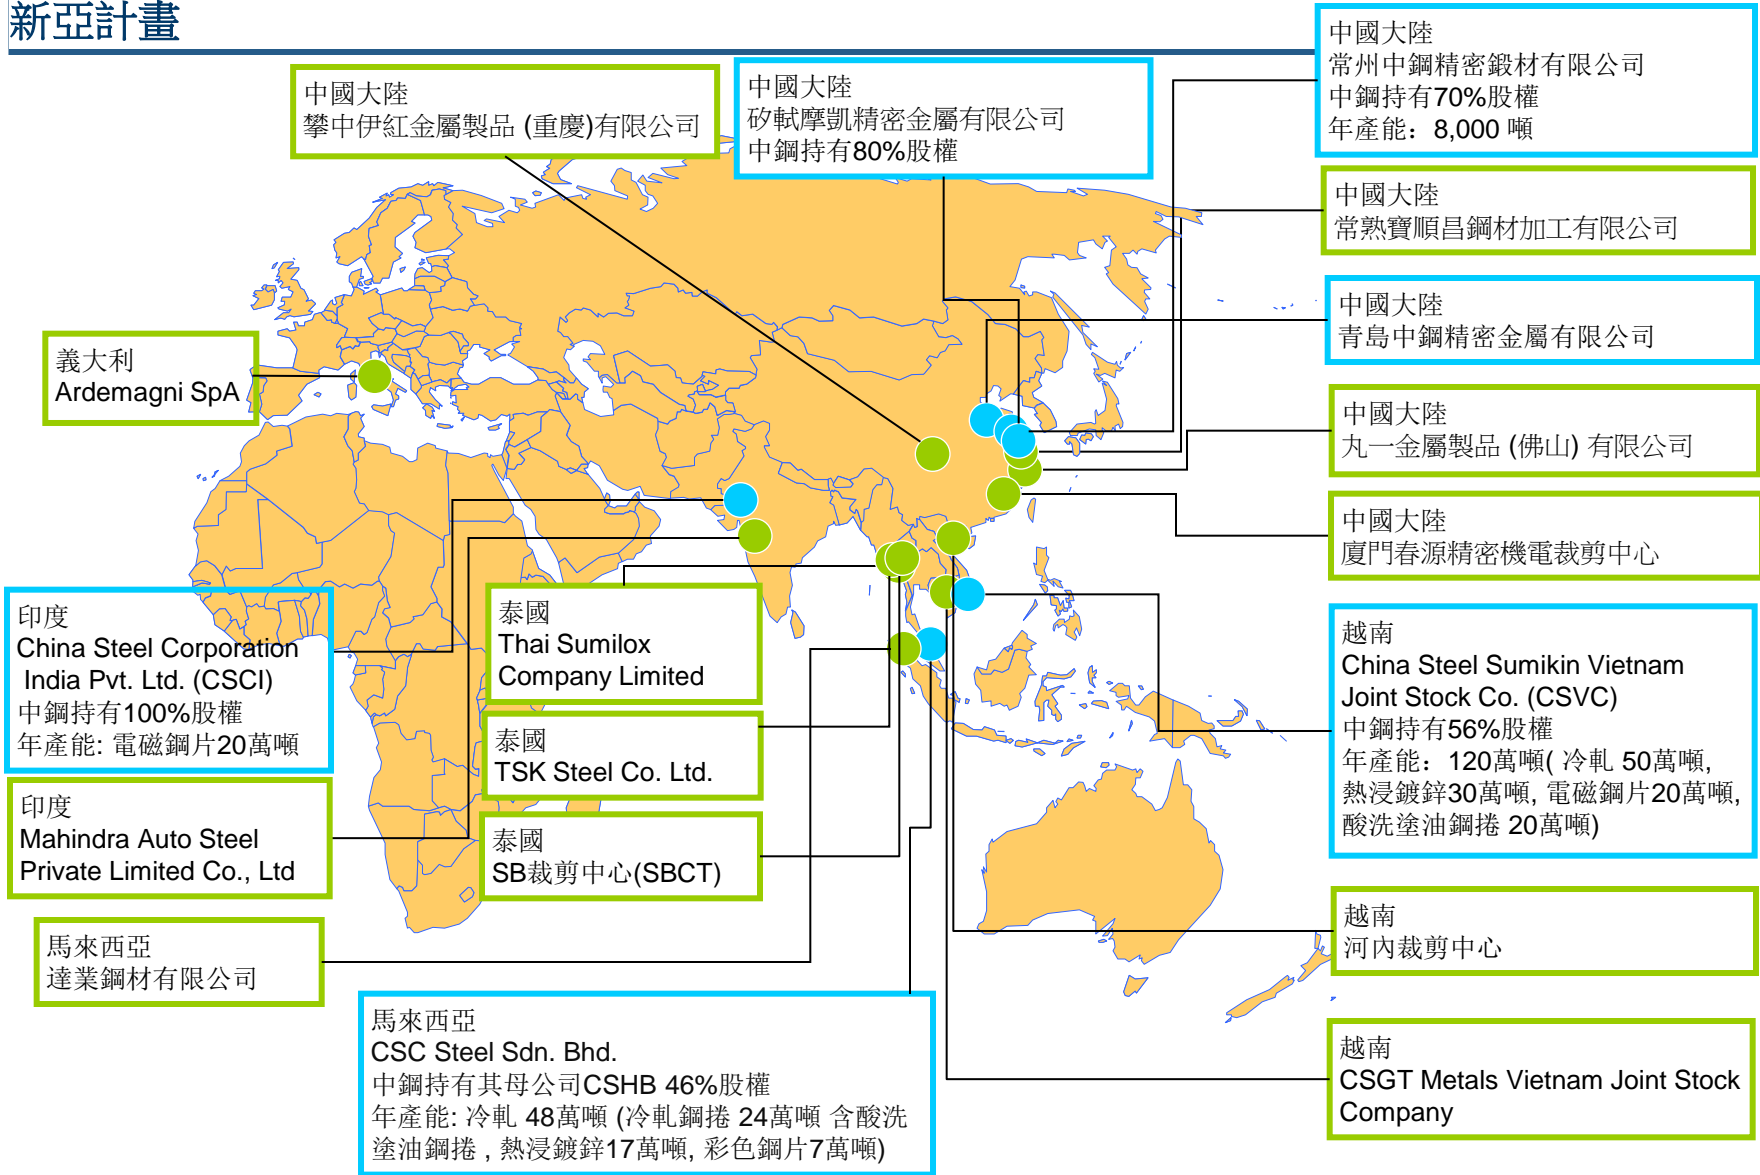 新亞計畫
中國大陸
攀中伊紅金屬製品 (重慶)有限公司
中國大陸
矽軾摩凱精密金屬有限公司
中鋼持有80%股權
中國大陸
常州中鋼精密鍛材有限公司
中鋼持有70%股權
年產能：8,000 噸
中國大陸
常熟寶順昌鋼材加工有限公司
中國大陸
青島中鋼精密金屬有限公司
義大利
Ardemagni SpA
中國大陸
丸一金屬製品 (佛山) 有限公司
中國大陸
廈門春源精密機電裁剪中心
印度
China Steel Corporation
India Pvt. Ltd. (CSCI)
中鋼持有100%股權
年產能: 電磁鋼片20萬噸
泰國
Thai Sumilox
Company Limited
越南
China Steel Sumikin Vietnam
Joint Stock Co. (CSVC)
中鋼持有56%股權
年產能：120萬噸( 冷軋 50萬噸,
熱浸鍍鋅30萬噸, 電磁鋼片20萬噸,
酸洗塗油鋼捲 20萬噸)
泰國
TSK Steel Co. Ltd.
印度
Mahindra Auto Steel
Private Limited Co., Ltd
泰國
SB裁剪中心(SBCT)
越南
河內裁剪中心
馬來西亞
達業鋼材有限公司
馬來西亞
CSC Steel Sdn. Bhd.
中鋼持有其母公司CSHB 46%股權
年產能: 冷軋 48萬噸 (冷軋鋼捲 24萬噸 含酸洗
塗油鋼捲 , 熱浸鍍鋅17萬噸, 彩色鋼片7萬噸)
越南
CSGT Metals Vietnam Joint Stock
Company